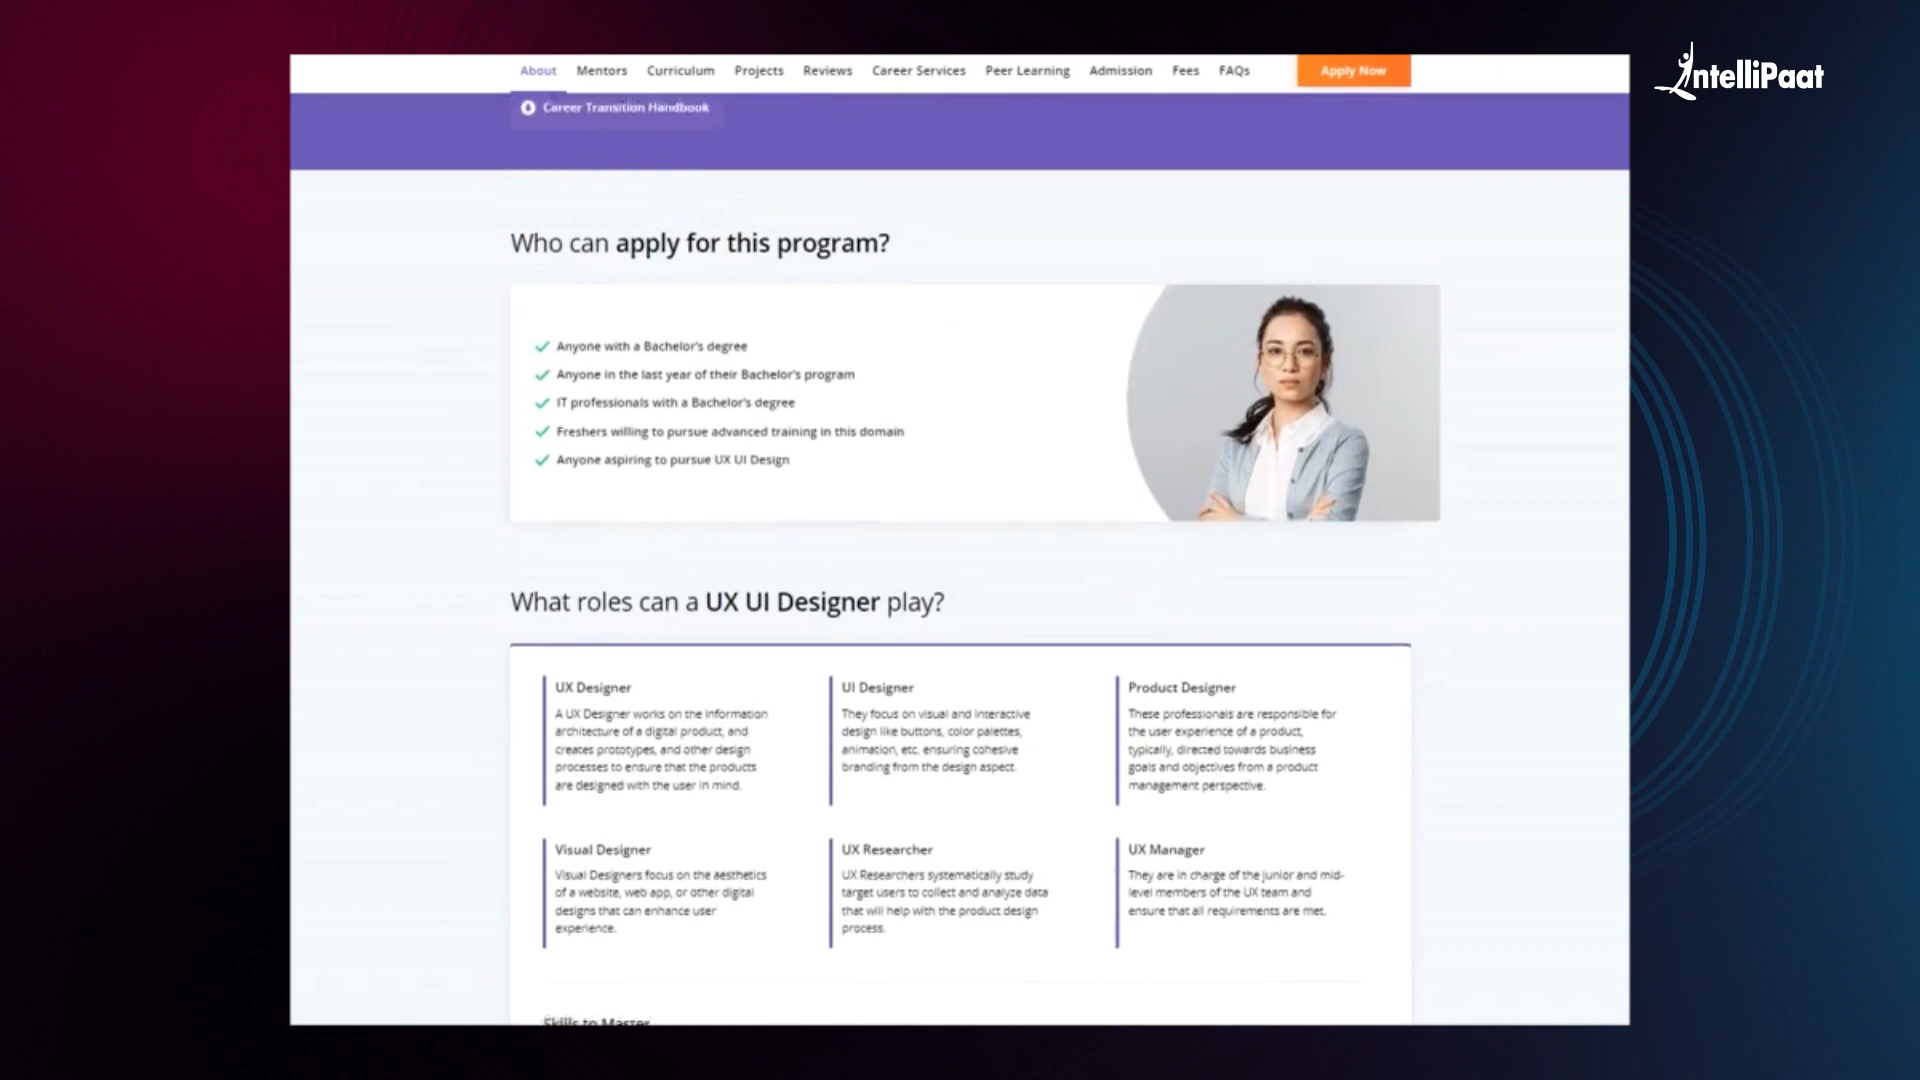 About Mentors Curriculum Projects Reviews Career Services Peer Learning Admission Fees FAQs Apply Now
IntelliPaat
Career Transition Handbook
Who can apply for this program?
Anyone with a Bachelor's degree
Anyone in the last year of their Bachelor's program
IT professionals with a Bachelor's degree
Freshers willing to pursue advanced training in this domain
Anyone aspiring to pursue UX UI Design
What roles can a UX UI Designer play?
UX Designer
A UX Designer works on the information
architecture of a digital product, and
creates prototypes, and other design
processes to ensure that the products
are designed with the user in mind.
UI Designer
They focus on visual and interactive
design like buttons, color palettes,
animation, etc. ensuring cohesive
branding from the design aspect.
Product Designer
These professionals are responsible for
the user experience of a product,
typically, directed towards business
goals and objectives from a product
management perspective.
Visual Designer
Visual Designers focus on the aesthetics
of a website, web app, or other digital
designs that can enhance user
experience.
UX Researcher
UX Researchers systematically study
target users to collect and analyze data
that will help with the product design
process.
UX Manager
They are in charge of the junior and mid-
level members of the UX team and
ensure that all requirements are met.
Skills to Master